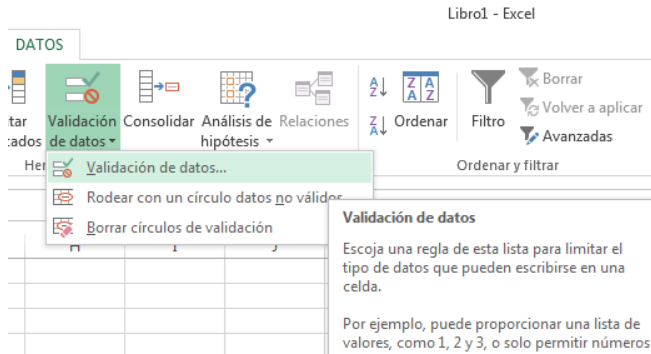 Libro1 - Excel
DATOS
Validación de datos
Consolidar
Análisis de hipótesis
Relaciones
Ordenar
Filtro
Borrar
Volver a aplicar
Avanzadas
Ordenar y filtrar
Validación de datos...
Rodear con un círculo datos no válidos
Borrar círculos de validación
Validación de datos
Escoja una regla de esta lista para limitar el
tipo de datos que pueden escribirse en una
celda.
Por ejemplo, puede proporcionar una lista de
valores, como 1, 2 y 3, o solo permitir números